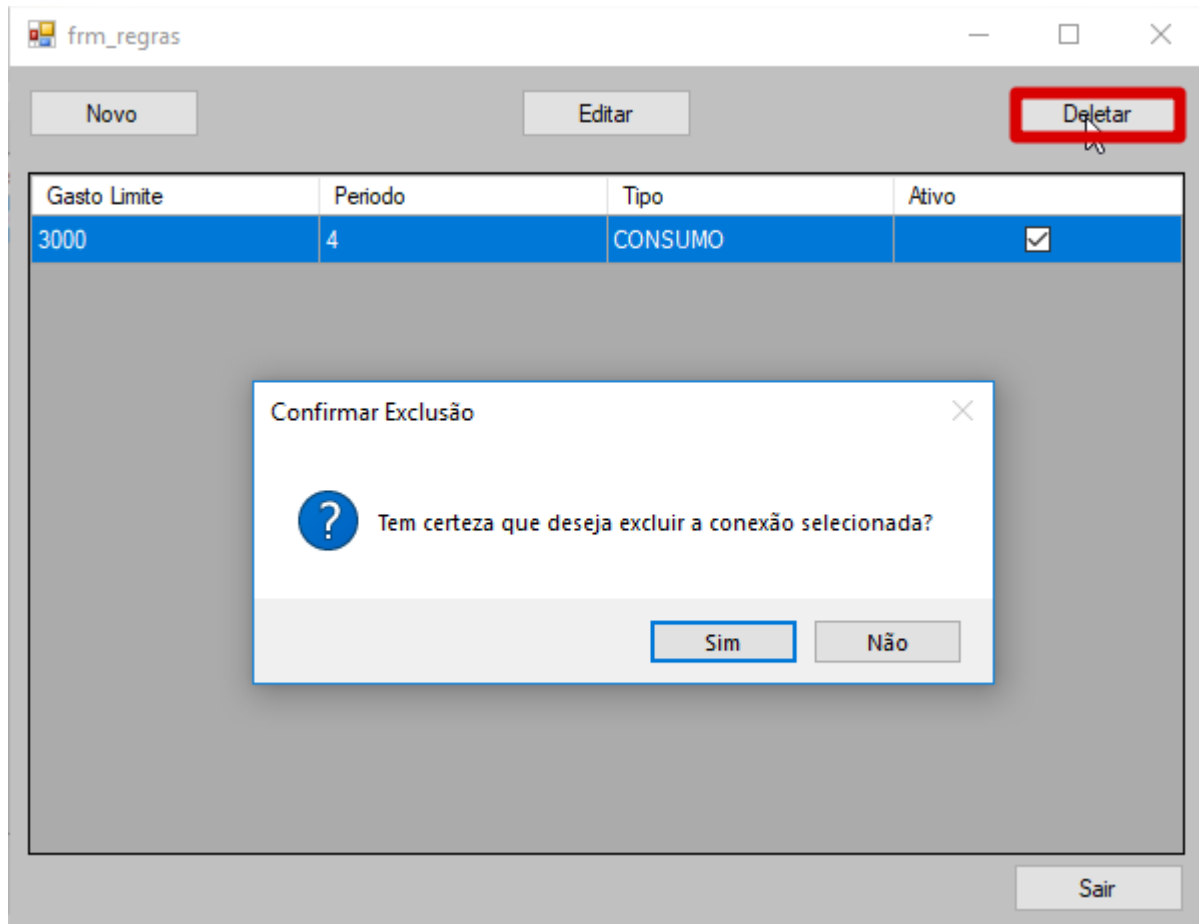 frm_regras
Novo Editar Deletar
Gasto Limite Periodo Tipo Ativo
3000 4 CONSUMO
Confirmar Exclusão
Tem certeza que deseja excluir a conexão selecionada?
Sim Não
Sair